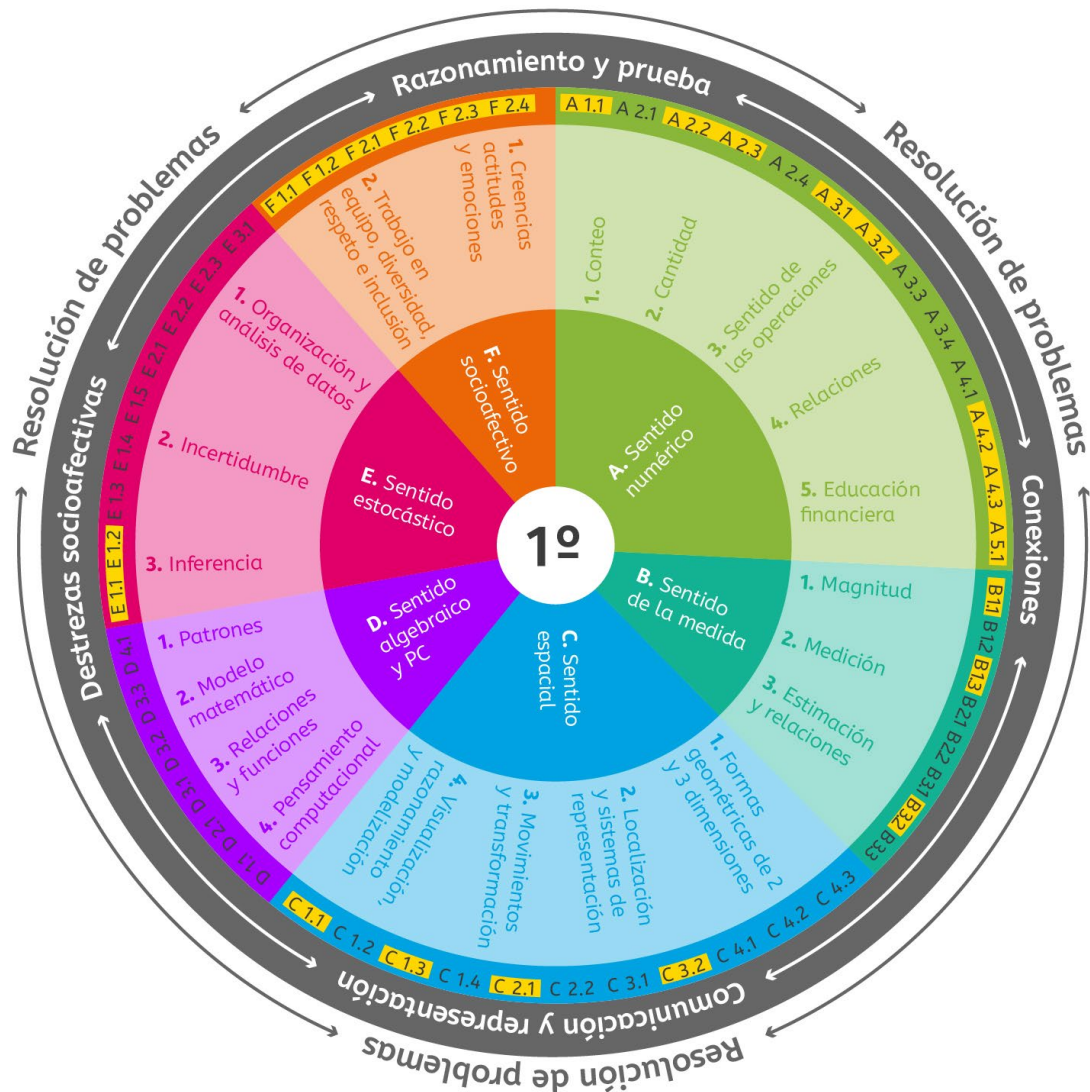 Resolución de problemas
Resolución de problemas
Resolución de problemas
Razonamiento y prueba
Conexiones
Comunicación y representación
Destrezas socioafectivas
A 1.1 A 2.1 A 2.2 A 2.3 A 2.4 A 3.1 A 3.2 A 3.3 A 3.4 A 4.1 A 4.2 A 4.3 A 5.1
B1.1 B1.2 B1.3 B2.1 B2.2 B3.1 B3.2 B3.3
C 1.1 C 1.2 C 1.3 C 1.4 C 2.1 C 2.2 C 3.1 C 3.2 C 4.1 C 4.2 C 4.3
D1.1 D2.1 D 3.1 D 3.2 D 3.3 D4.1
E 1.1 E 1.2 E 1.3 E 1.4 E 1.5 E 2.1 E 2.2 E 2.3 E 3.1
F 1.1 F 1.2 F 2.1 F 2.2 F 2.3 F 2.4
1º
A. Sentido
numérico
1. Conteo
2. Cantidad
3. Sentido de
las operaciones
4. Relaciones
5. Educación
financiera
B. Sentido
de la medida
1. Magnitud
2. Medición
3. Estimación
y relaciones
C. Sentido
espacial
1. Formas
geométricas de 2
y 3 dimensiones
2. Localización
y sistemas de
representación
3. Movimientos
y transformación
4. Visualización,
razonamiento
y modelización
D. Sentido
algebraico
y PC
1. Patrones
2. Modelo
matemático
3. Relaciones
y funciones
4. Pensamiento
computacional
E. Sentido
estocástico
1. Organización y
análisis de datos
2. Incertidumbre
3. Inferencia
F. Sentido
socioafectivo
1. Creencias
actitudes
y emociones
2. Trabajo en
equipo, diversidad,
respeto e inclusión